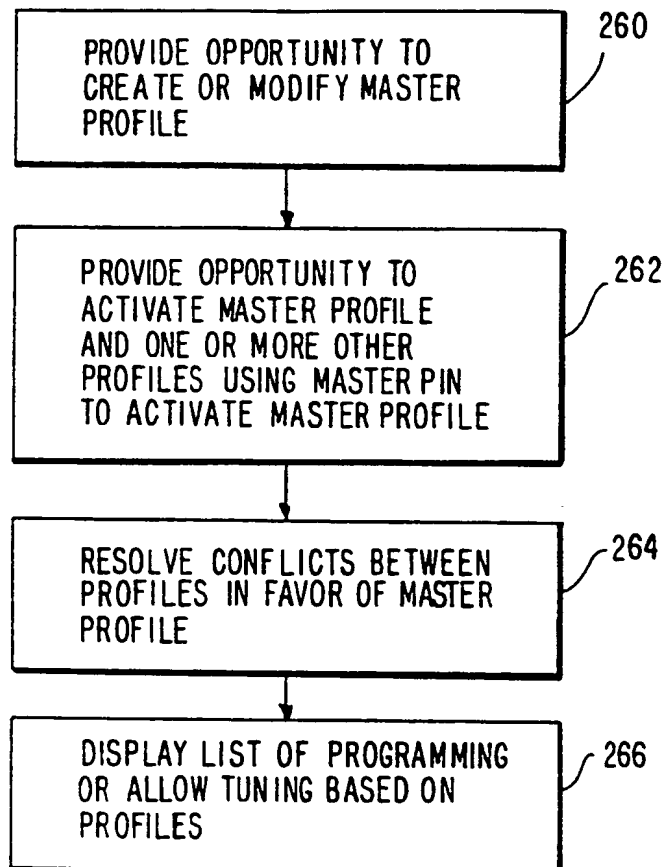 PROVIDE OPPORTUNITY TO
CREATE OR MODIFY MASTER
PROFILE
260
PROVIDE OPPORTUNITY TO
ACTIVATE MASTER PROFILE
AND ONE OR MORE OTHER
PROFILES USING MASTER PIN
TO ACTIVATE MASTER PROFILE
262
RESOLVE CONFLICTS BETWEEN
PROFILES IN FAVOR OF MASTER
PROFILE
264
DISPLAY LIST OF PROGRAMMING
OR ALLOW TUNING BASED ON
PROFILES
266